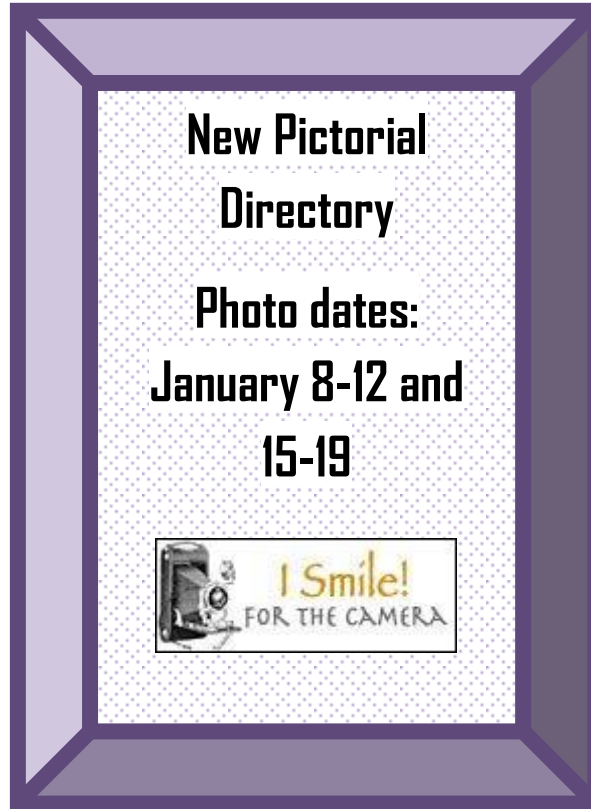 New Pictorial
Directory
Photo dates:
January 8-12 and
15-19
I Smile!
FOR THE CAMERA